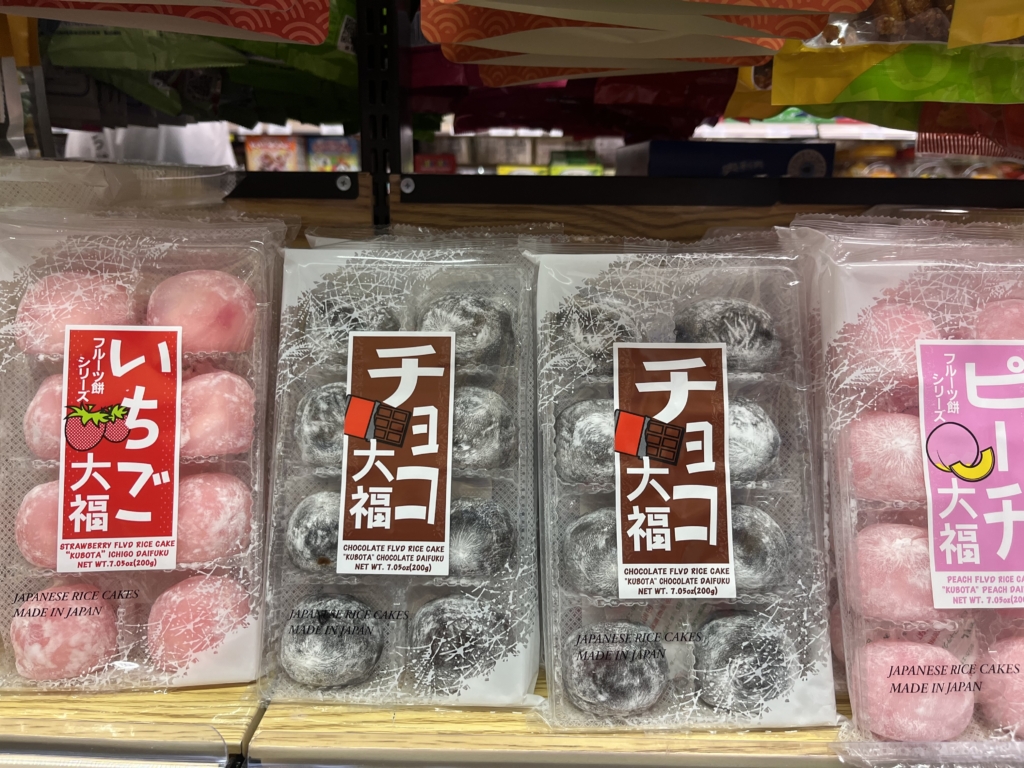 いちご
大福
フルーツ餅
シリーズ
STRAWBERRY FLVD RICE CAKE
"KUBOTA" ICHIGO DAIFUKU
NET WT. 7.05oz (200g)
JAPANESE RICE CAKES
MADE IN JAPAN
チョコ
大福
CHOCOLATE FLVD RICE CAKE
"KUBOTA" CHOCOLATE DAIFUKU
NET WT. 7.05oz(200g)
JAPANESE RICE CAKES
MADE IN JAPAN
チョコ
大福
CHOCOLATE FLVD RICE CAKE
"KUBOTA" CHOCOLATE DAIFUKU
NET WT. 7.05oz(200g)
JAPANESE RICE CAKES
MADE IN JAPAN
ピーチ
大福
フルーツ餅
シリーズ
PEACH FLVD RICE
"KUBOTA" PEACH
NET WT. 7.05oz
JAPANESE RICE CAKES
MADE IN JAPAN